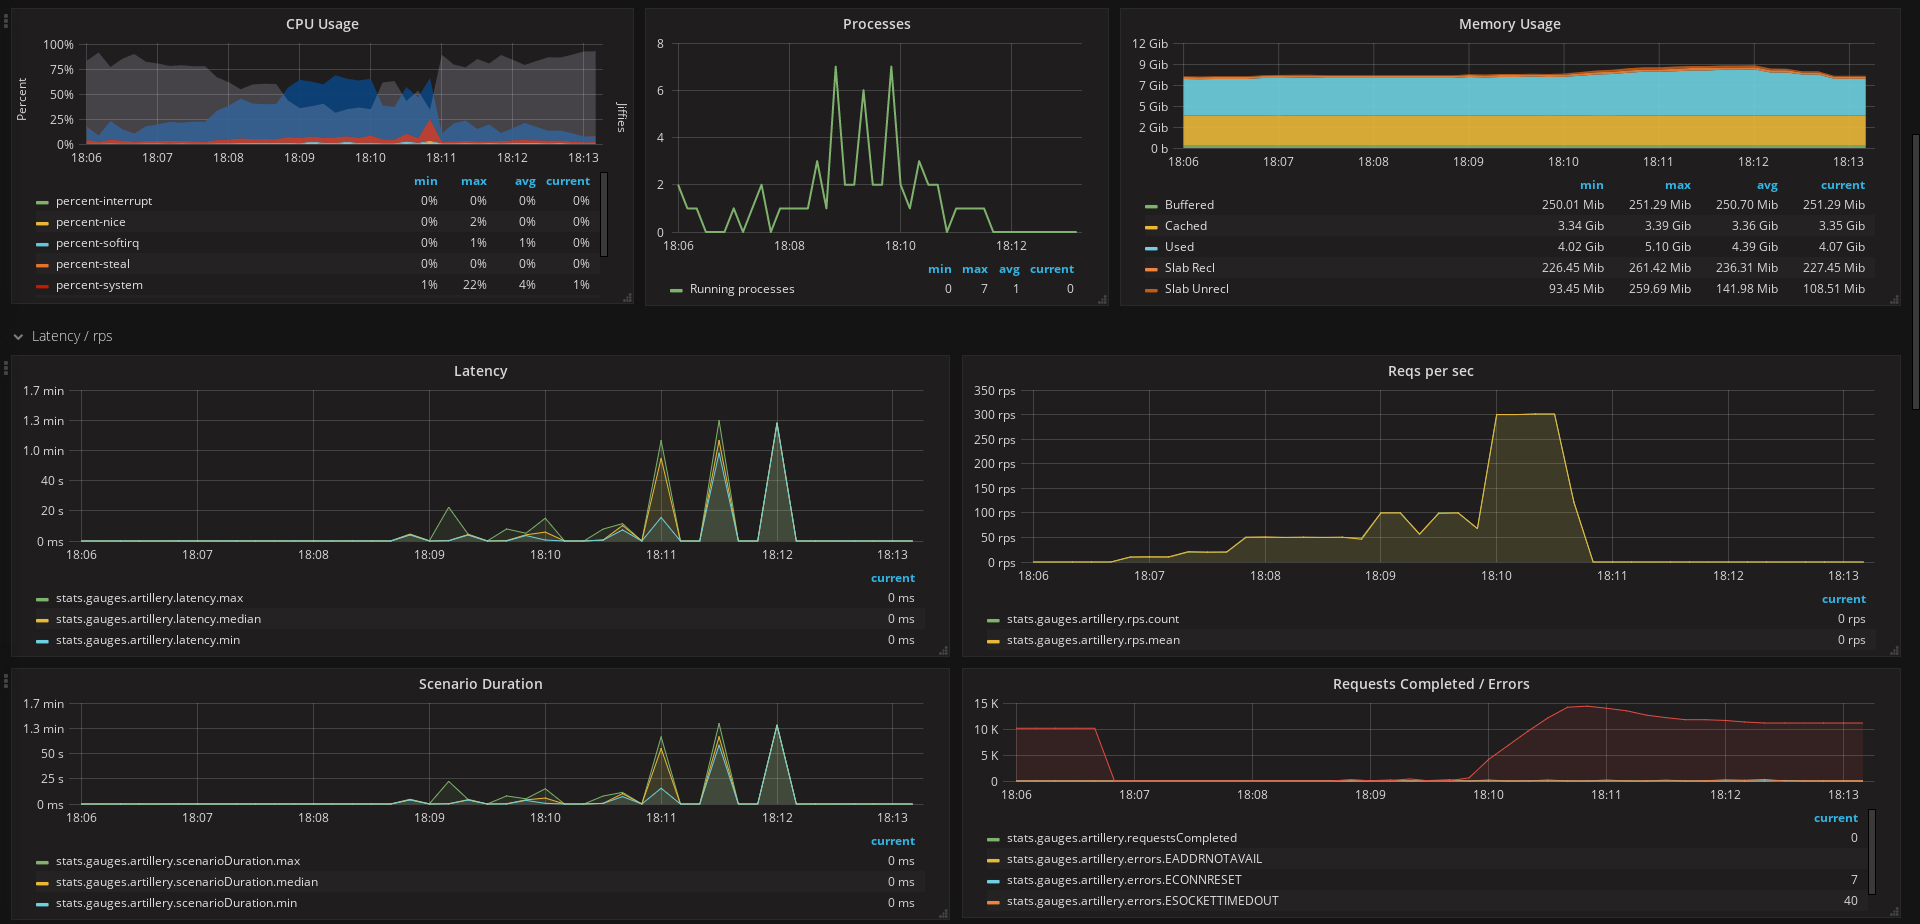 CPU Usage
100%
75%
50%
25%
0%
Percent
Jiffies
18:06 18:07 18:08 18:09 18:10 18:11 18:12 18:13
min max avg current
percent-interrupt 0% 0% 0% 0%
percent-nice 0% 2% 0% 0%
percent-softirq 0% 1% 1% 0%
percent-steal 0% 0% 0% 0%
percent-system 1% 22% 4% 1%
Processes
8
6
4
2
0
18:06 18:08 18:10 18:12
min max avg current
Running processes 0 7 1 0
Memory Usage
12 Gib
9 Gib
7 Gib
5 Gib
2 Gib
0 b
18:06 18:07 18:08 18:09 18:10 18:11 18:12 18:13
min max avg current
Buffered 250.01 Mib 251.29 Mib 250.70 Mib 251.29 Mib
Cached 3.34 Gib 3.39 Gib 3.36 Gib 3.35 Gib
Used 4.02 Gib 5.10 Gib 4.39 Gib 4.07 Gib
Slab Recl 226.45 Mib 261.42 Mib 236.31 Mib 227.45 Mib
Slab Unrecl 93.45 Mib 259.69 Mib 141.98 Mib 108.51 Mib
Latency / rps
Latency
1.7 min
1.3 min
1.0 min
40 s
20 s
0 ms
18:06 18:07 18:08 18:09 18:10 18:11 18:12 18:13
current
stats.gauges.artillery.latency.max 0 ms
stats.gauges.artillery.latency.median 0 ms
stats.gauges.artillery.latency.min 0 ms
Reqs per sec
350 rps
300 rps
250 rps
200 rps
150 rps
100 rps
50 rps
0 rps
18:06 18:07 18:08 18:09 18:10 18:11 18:12 18:13
current
stats.gauges.artillery.rps.count 0 rps
stats.gauges.artillery.rps.mean 0 rps
Scenario Duration
1.7 min
1.3 min
50 s
25 s
0 ms
18:06 18:07 18:08 18:09 18:10 18:11 18:12 18:13
current
stats.gauges.artillery.scenarioDuration.max 0 ms
stats.gauges.artillery.scenarioDuration.median 0 ms
stats.gauges.artillery.scenarioDuration.min 0 ms
Requests Completed / Errors
15 K
10 K
5 K
0
18:06 18:07 18:08 18:09 18:10 18:11 18:12 18:13
current
stats.gauges.artillery.requestsCompleted 0
stats.gauges.artillery.errors.EADDRNOTAVAIL
stats.gauges.artillery.errors.ECONNRESET 7
stats.gauges.artillery.errors.ESOCKETTIMEDOUT 40